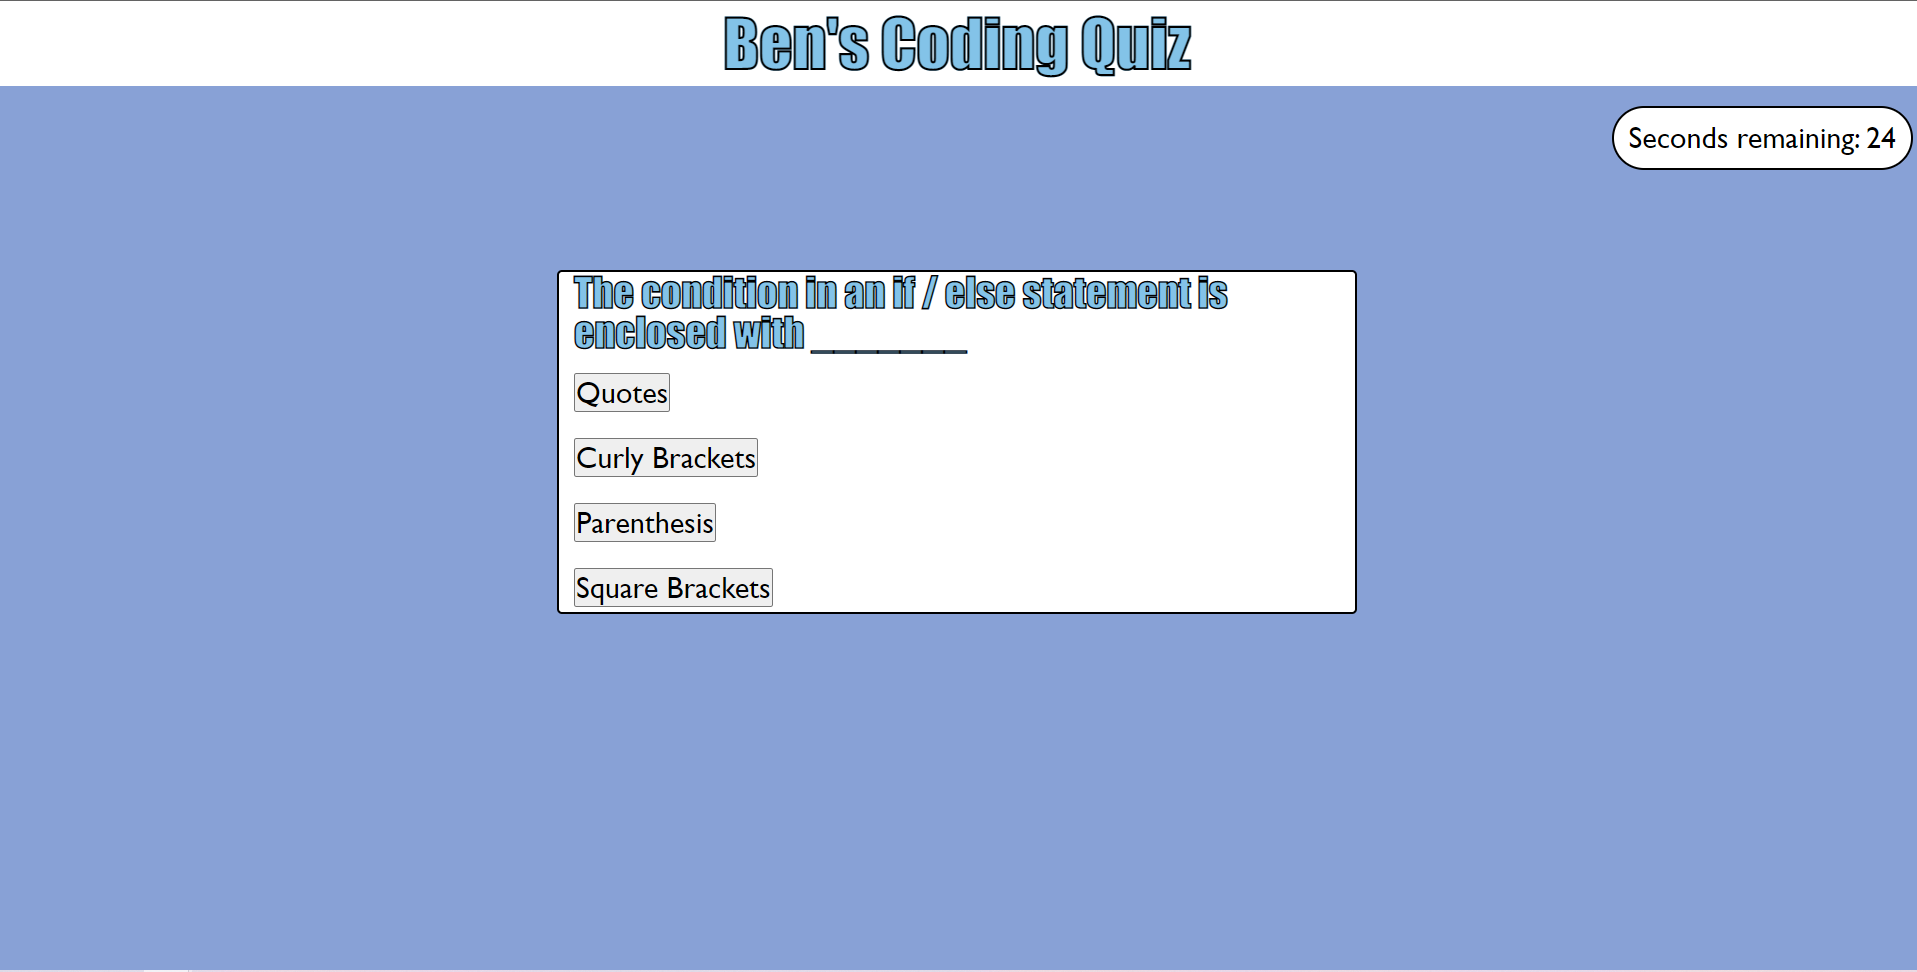 Ben's Coding Quiz
Seconds remaining: 24
The condition in an if / else statement is
enclosed with _______
Quotes
Curly Brackets
Parenthesis
Square Brackets